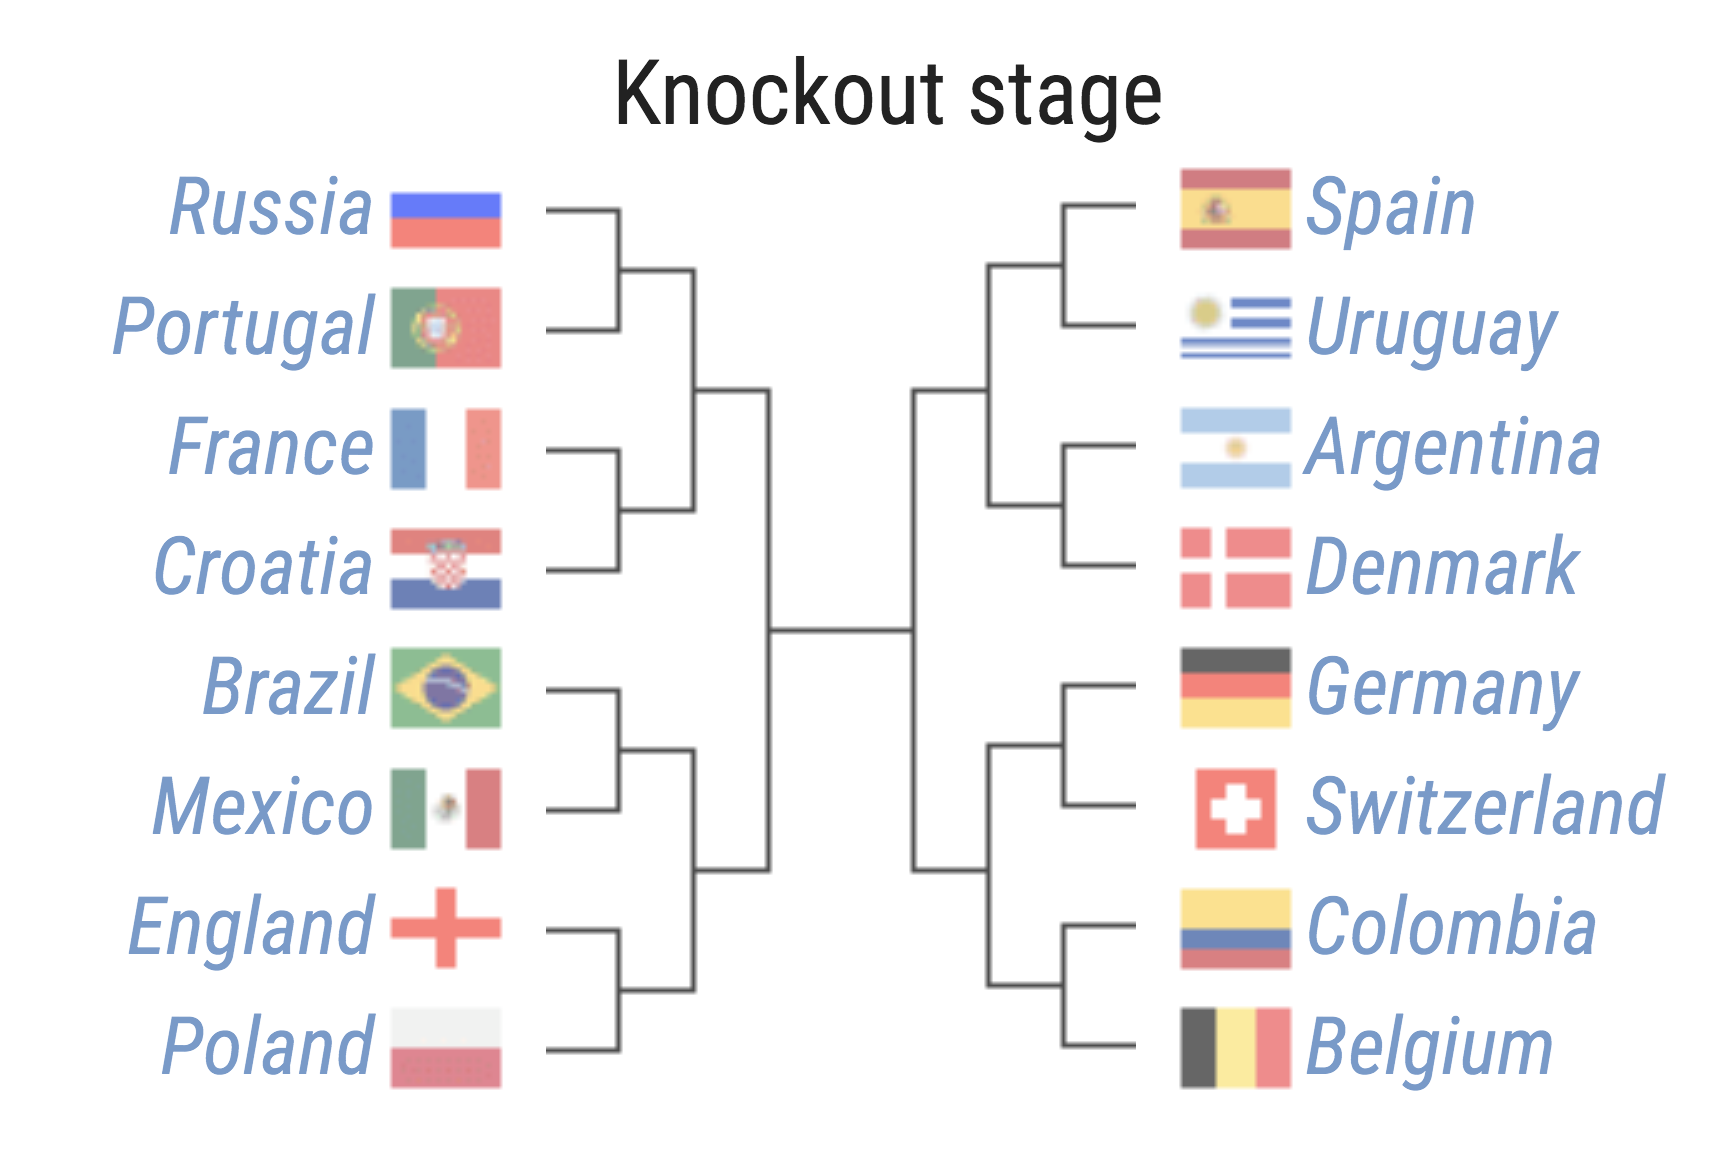 Knockout stage
Russia
Portugal
France
Croatia
Brazil
Mexico
England
Poland
Spain
Uruguay
Argentina
Denmark
Germany
Switzerland
Colombia
Belgium